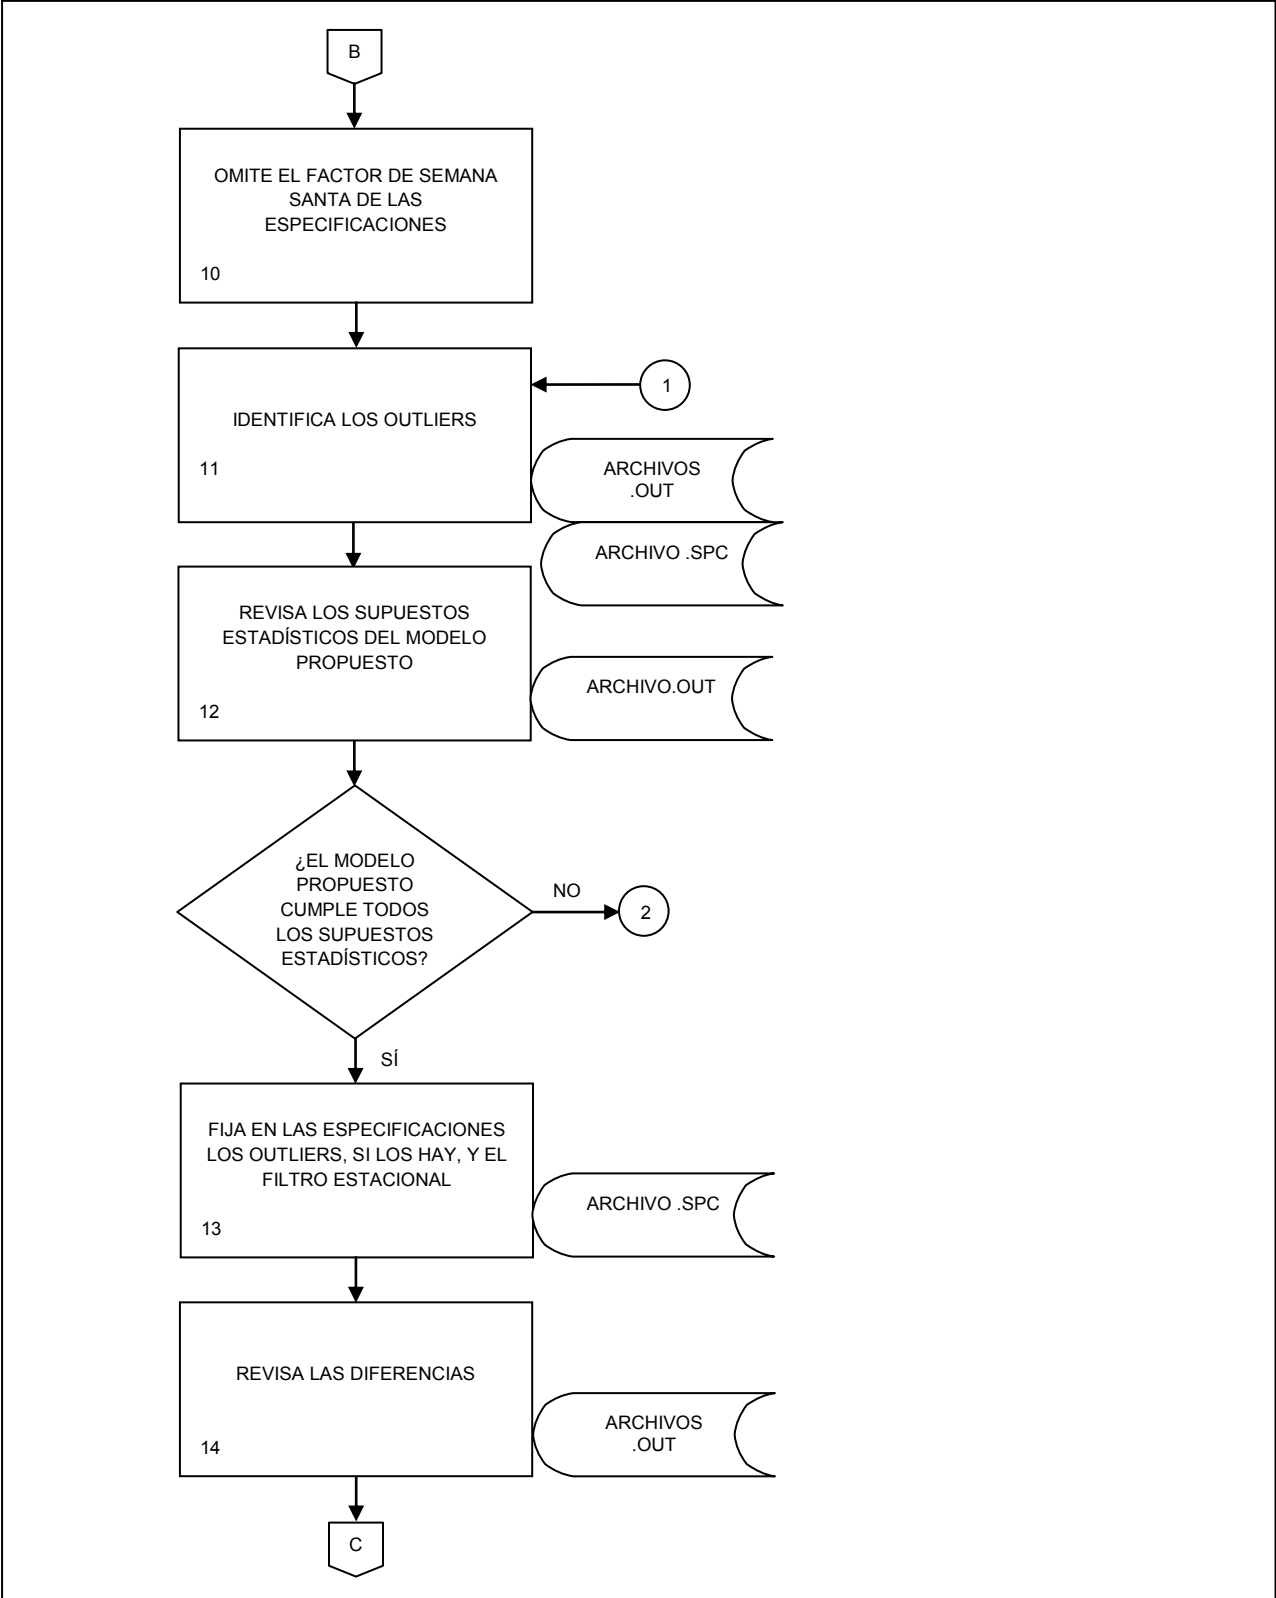 B
OMITE EL FACTOR DE SEMANA
SANTA DE LAS
ESPECIFICACIONES
10
1
IDENTIFICA LOS OUTLIERS
11
ARCHIVOS
.OUT
ARCHIVO .SPC
REVISA LOS SUPUESTOS
ESTADÍSTICOS DEL MODELO
PROPUESTO
12
ARCHIVO.OUT
¿EL MODELO
PROPUESTO
CUMPLE TODOS
LOS SUPUESTOS
ESTADÍSTICOS?
NO
2
SÍ
FIJA EN LAS ESPECIFICACIONES
LOS OUTLIERS, SI LOS HAY, Y EL
FILTRO ESTACIONAL
13
ARCHIVO .SPC
REVISA LAS DIFERENCIAS
14
ARCHIVOS
.OUT
C